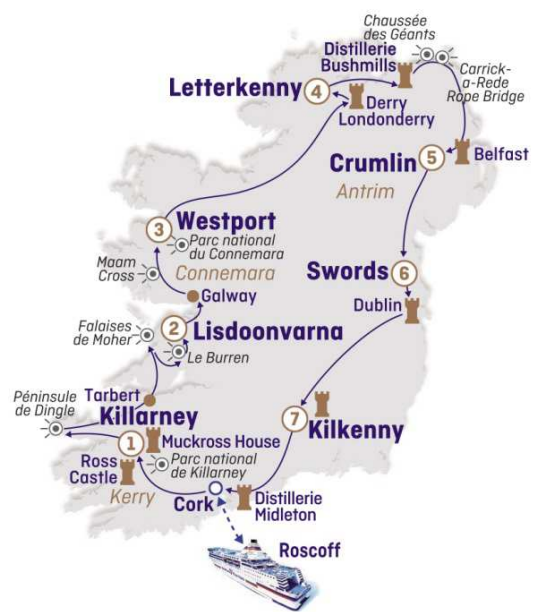 Chaussée
des Géants
Distillerie
Bushmills
Carrick-
a-Rede
Rope Bridge
Letterkenny
4
Derry
Londonderry
Crumlin
5
Belfast
Antrim
3
Westport
Parc national
du Connemara
Maam
Cross
Connemara
Swords
6
Galway
Dublin
2
Lisdoonvarna
Falaises
de Moher
Le Burren
Tarbert
Péninsule
de Dingle
Killarney
7
Kilkenny
1
Muckross House
Parc national
de Killarney
Ross
Castle
Kerry
Cork
Distillerie
Midleton
Roscoff